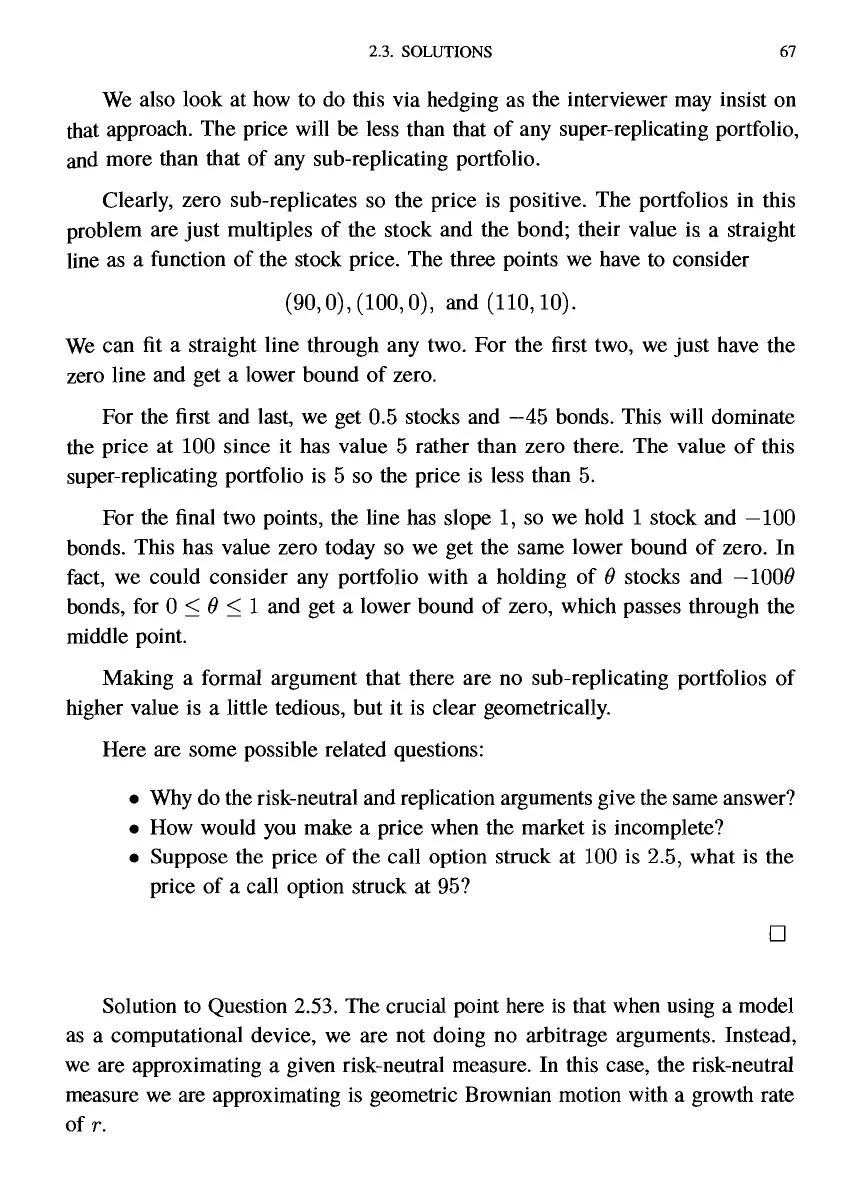 2.3. SOLUTIONS 67
We also look at how to do this via hedging as the interviewer may insist on
that approach. The price will be less than that of any super-replicating portfolio,
and more than that of any sub-replicating portfolio.
Clearly, zero sub-replicates so the price is positive. The portfolios in this
problem are just multiples of the stock and the bond; their value is a straight
line as a function of the stock price. The three points we have to consider
(90, 0), (100, 0), and (110, 10).
We can fit a straight line through any two. For the first two, we just have the
zero line and get a lower bound of zero.
For the first and last, we get 0.5 stocks and −45 bonds. This will dominate
the price at 100 since it has value 5 rather than zero there. The value of this
super-replicating portfolio is 5 so the price is less than 5.
For the final two points, the line has slope 1, so we hold 1 stock and −100
bonds. This has value zero today so we get the same lower bound of zero. In
fact, we could consider any portfolio with a holding of θ stocks and −100θ
bonds, for 0 ≤ θ ≤ 1 and get a lower bound of zero, which passes through the
middle point.
Making a formal argument that there are no sub-replicating portfolios of
higher value is a little tedious, but it is clear geometrically.
Here are some possible related questions:
• Why do the risk-neutral and replication arguments give the same answer?
• How would you make a price when the market is incomplete?
• Suppose the price of the call option struck at 100 is 2.5, what is the
price of a call option struck at 95?
□
Solution to Question 2.53. The crucial point here is that when using a model
as a computational device, we are not doing no arbitrage arguments. Instead,
we are approximating a given risk-neutral measure. In this case, the risk-neutral
measure we are approximating is geometric Brownian motion with a growth rate
of r.